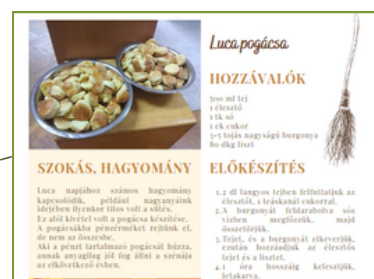 Luca pogácsa
HOZZÁVALÓK
500 ml tej
1 élesztő
1 tk só
1 ek cukor
3-5 tojás nagyságú burgonya
80 dkg liszt
SZOKÁS, HAGYOMÁNY
Luca napjához számos hagyomány
kapcsolódik, például nagyanyáink
idejében ilyenkor tilos volt a sütés.
Ez alól kivétel volt a pogácsa készítése.
A pogácsákba pénzérméket rejtünk el,
de nem az összesbe.
Aki a pénzt tartalmazó pogácsát húzza,
annak anyagilag jól fog állni a szénája
az elkövetkező évben.
ELŐKÉSZÍTÉS
1. 2 dl langyos tejben felfuttatjuk az
élesztőt, 1 teáskanál cukorral.
2. A burgonyát feldarabolva sós
vízben megfőzzük, majd
összetörjük.
3. Tejet, és a burgonyát elkeverjük,
ezután hozzáadjuk az élesztős
tejet és a lisztet.
4. 1 óra hosszáig kelesztjük,
letakarva.